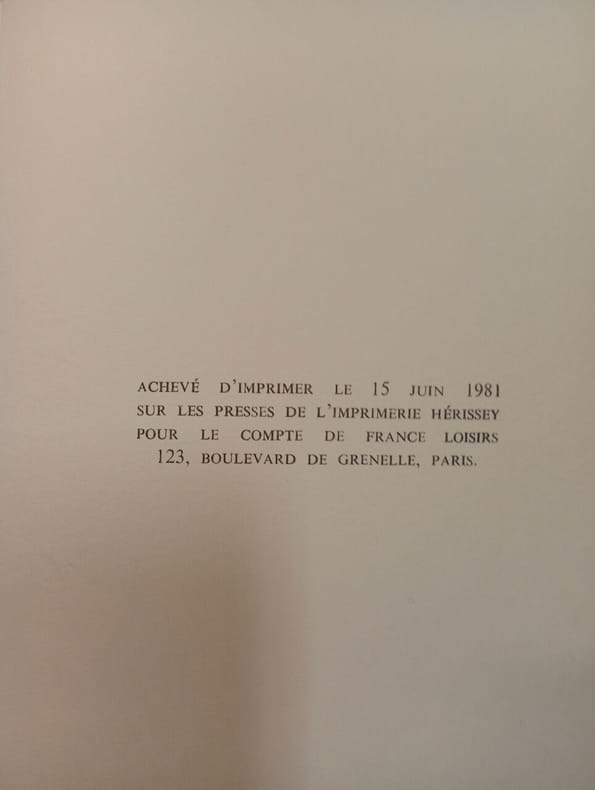 ACHEVÉ D'IMPRIMER LE 15 JUIN 1981
SUR LES PRESSES DE L'IMPRIMERIE HÉRISSEY
POUR LE COMPTE DE FRANCE LOISIRS
123, BOULEVARD DE GRENELLE, PARIS.